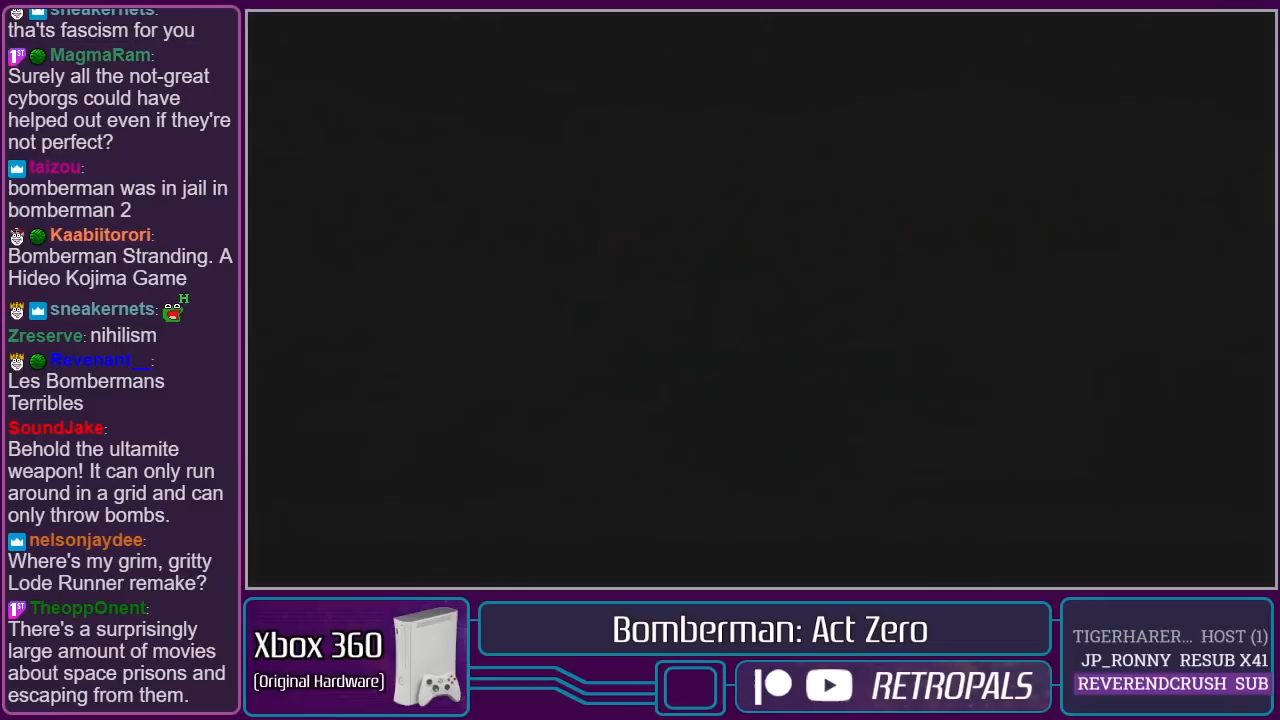 sneakernets:
tha'ts fascism for you
MagmaRam:
Surely all the not-great
cyborgs could have
helped out even if they're
not perfect?
taizou:
bomberman was in jail in
bomberman 2
Kaabiitorori:
Bomberman Stranding. A
Hideo Kojima Game
sneakernets:
H
Zreserve: nihilism
Revenant__:
Les Bombermans
Terribles
SoundJake:
Behold the ultamite
weapon! It can only run
around in a grid and can
only throw bombs.
nelsonjaydee:
Where's my grim, gritty
Lode Runner remake?
1ST TheoppOnent:
There's a surprisingly
large amount of movies
about space prisons and
escaping from them.
Xbox 360
(Original Hardware)
Bomberman: Act Zero
RETROPALS
TIGERHARER... HOST (1)
JP_RONNY RESUB X41
REVERENDCRUSH SUB